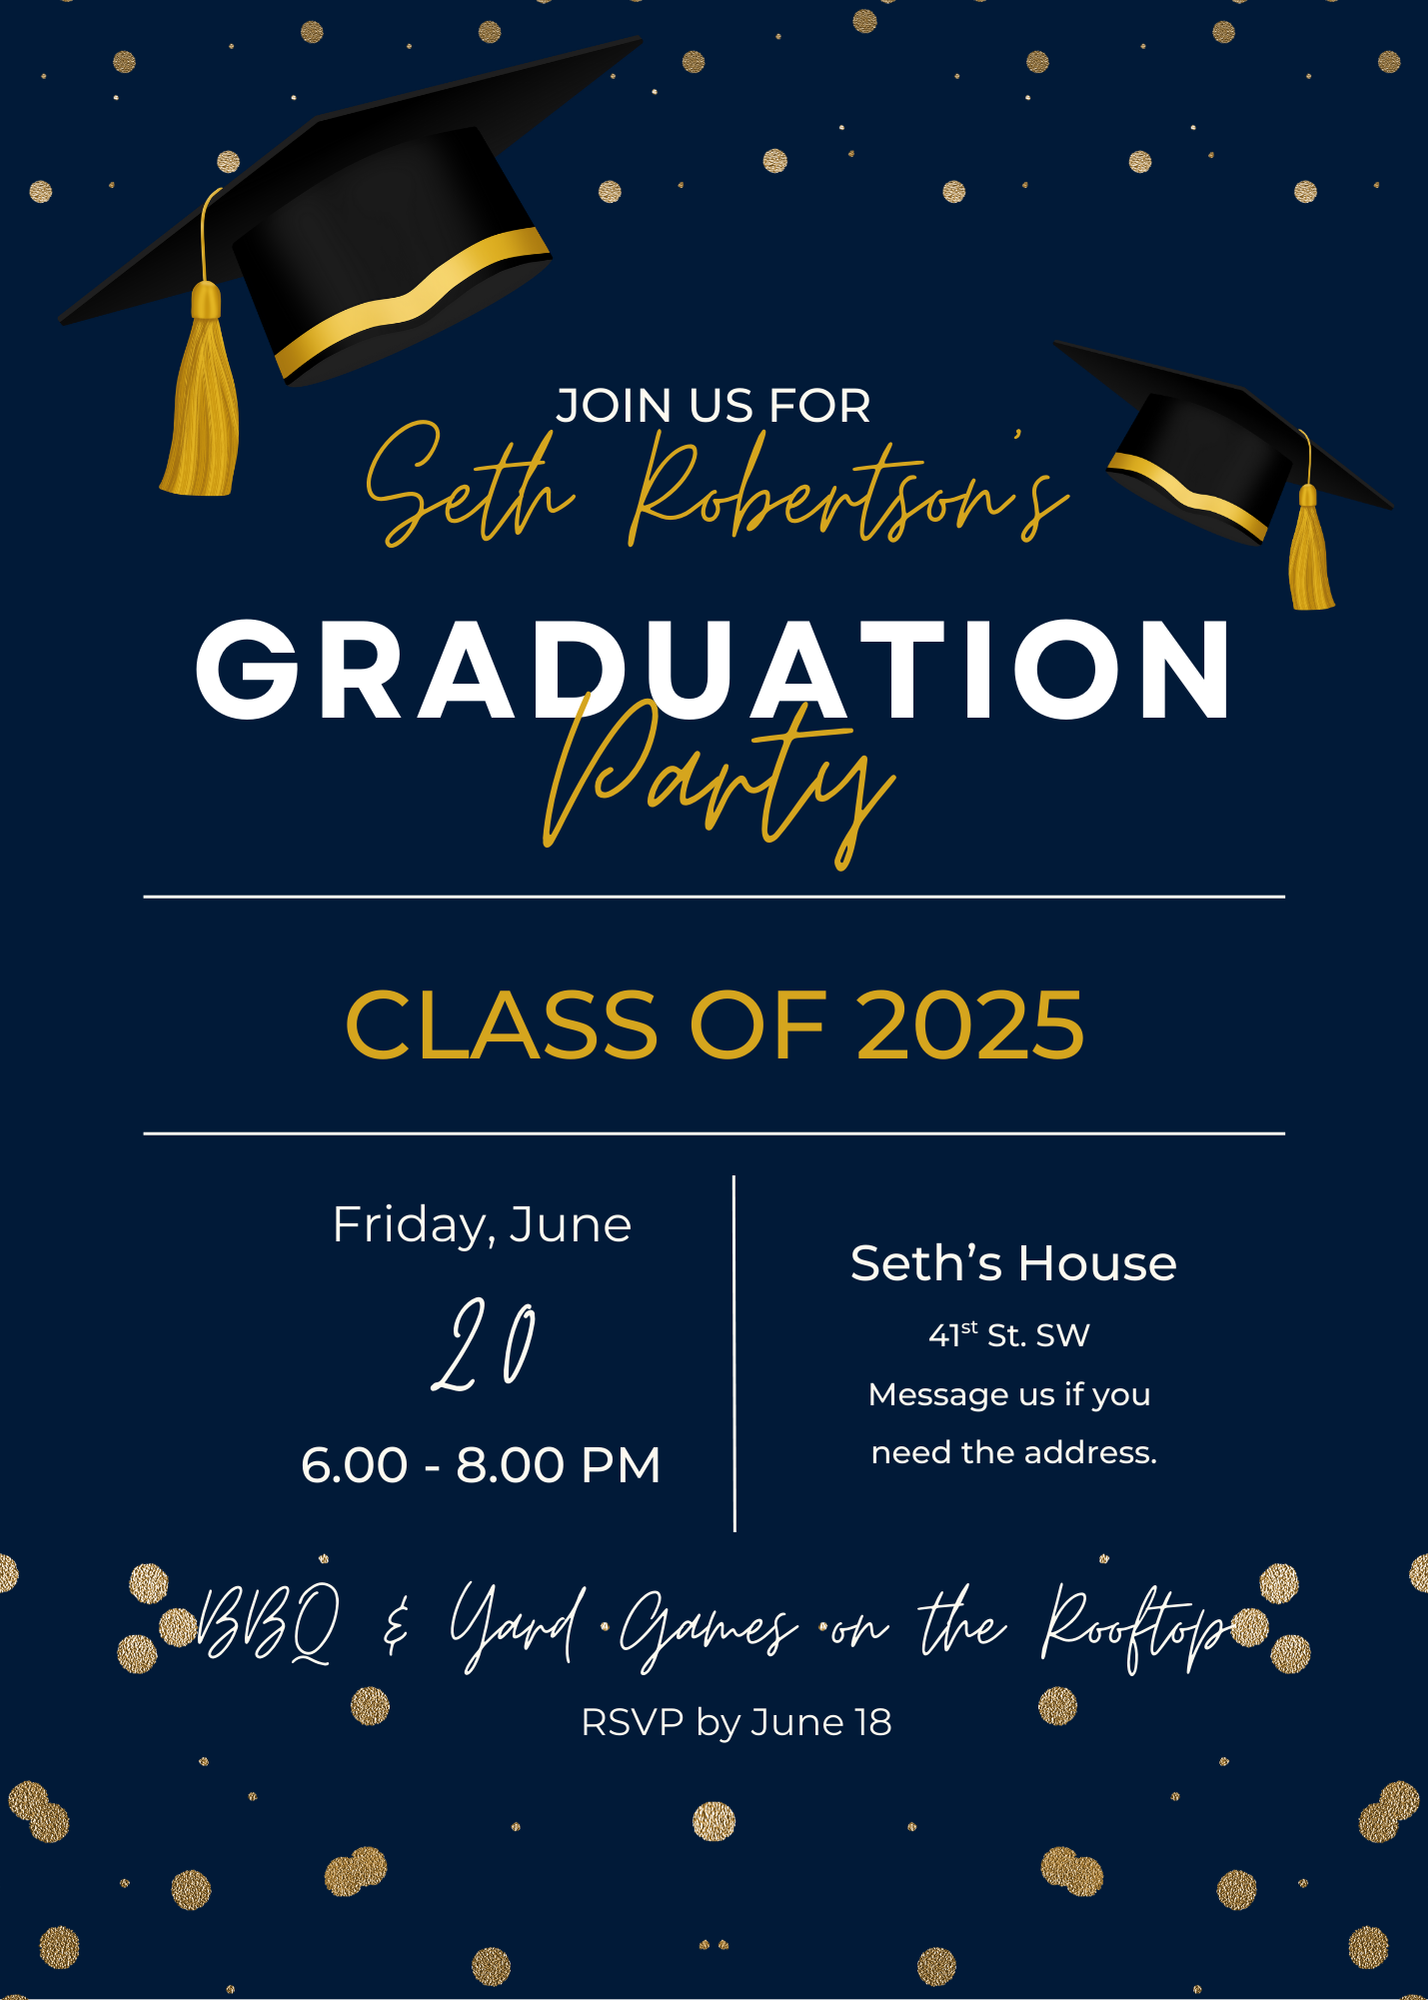 JOIN US FOR
Seth Robertson's
GRADUATION
Party
CLASS OF 2025
Friday, June
20
6.00 - 8.00 PM
Seth’s House
41st St. SW
Message us if you
need the address.
BBQ & Yard Games on the Rooftop
RSVP by June 18